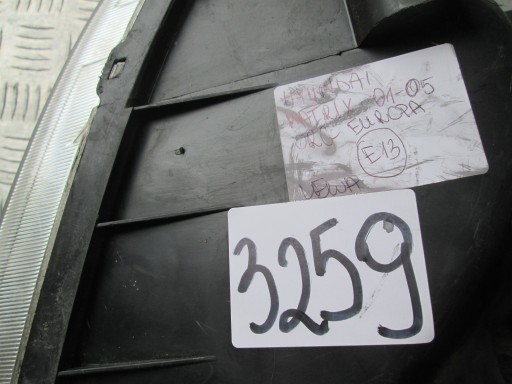 HYUNDAI
MATRIX 01-05
EUROPA
E13
LEWA
3259